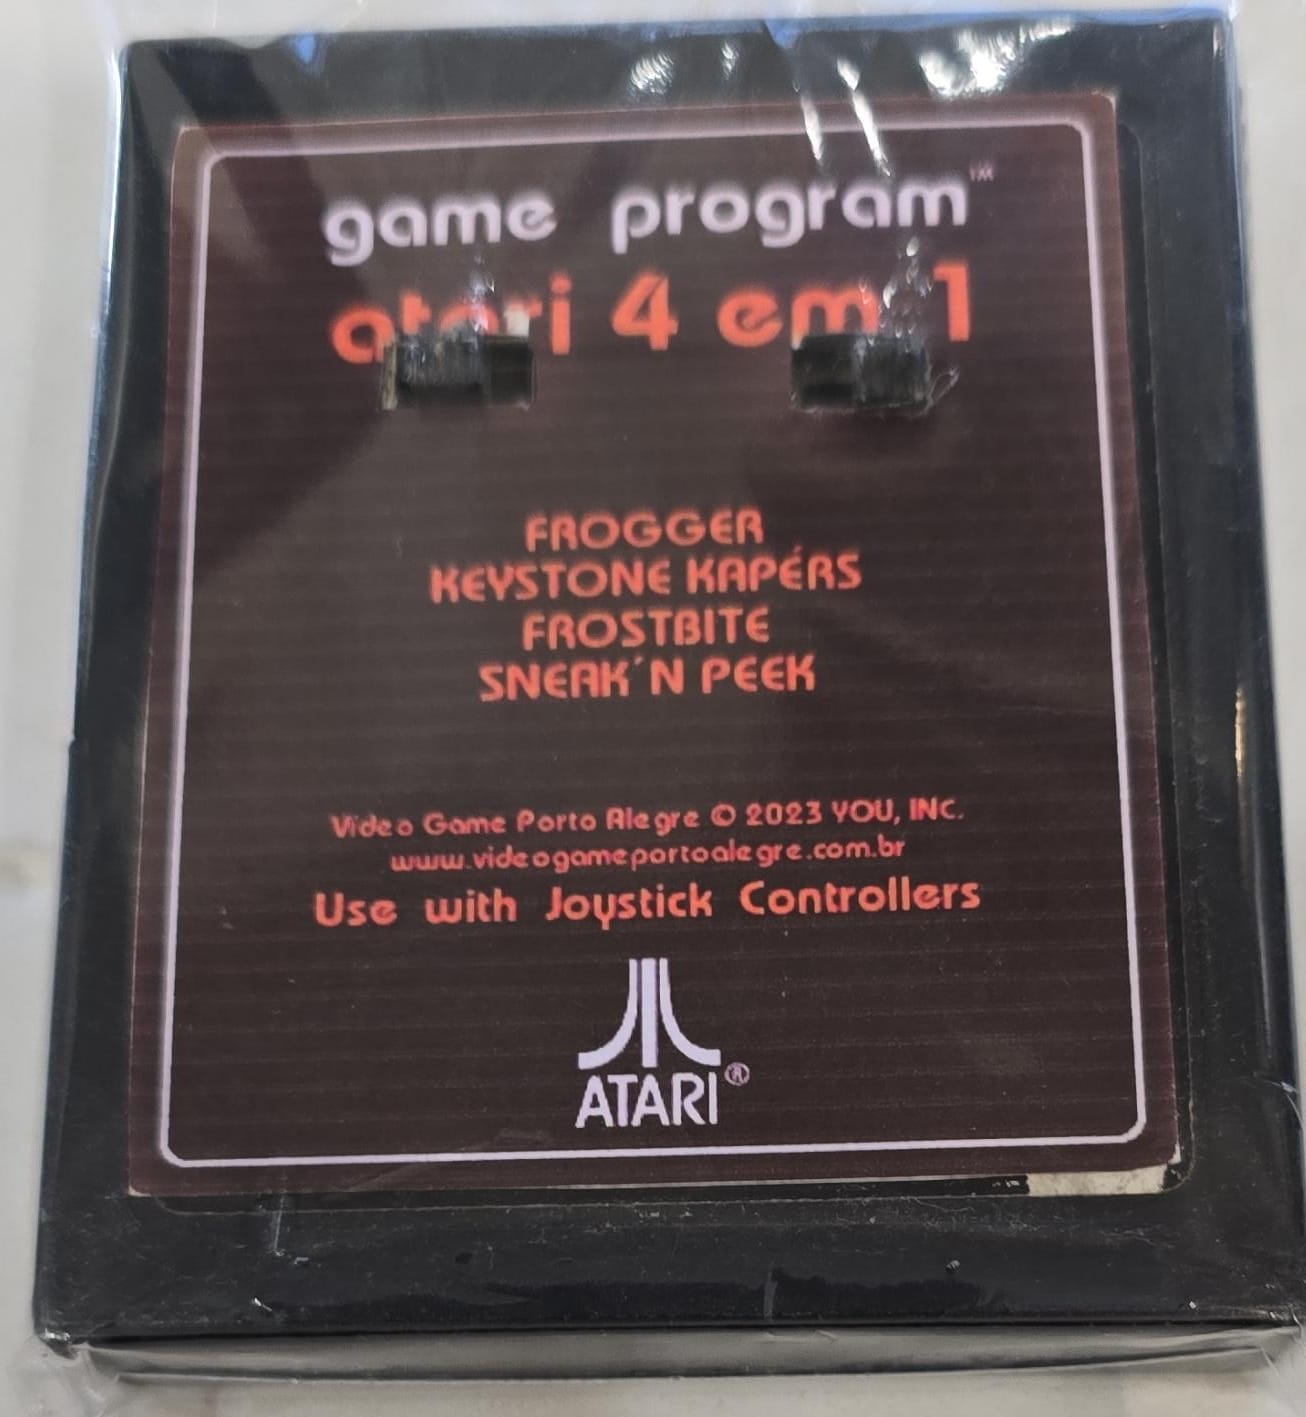 game program™
atari 4 em 1
FROGGER
KEYSTONE KAPÉRS
FROSTBITE
SNEAK´N PEEK
Video Game Porto Alegre © 2023 YOU, INC.
www.videogameportoalegre.com.br
Use with Joystick Controllers
ATARI®